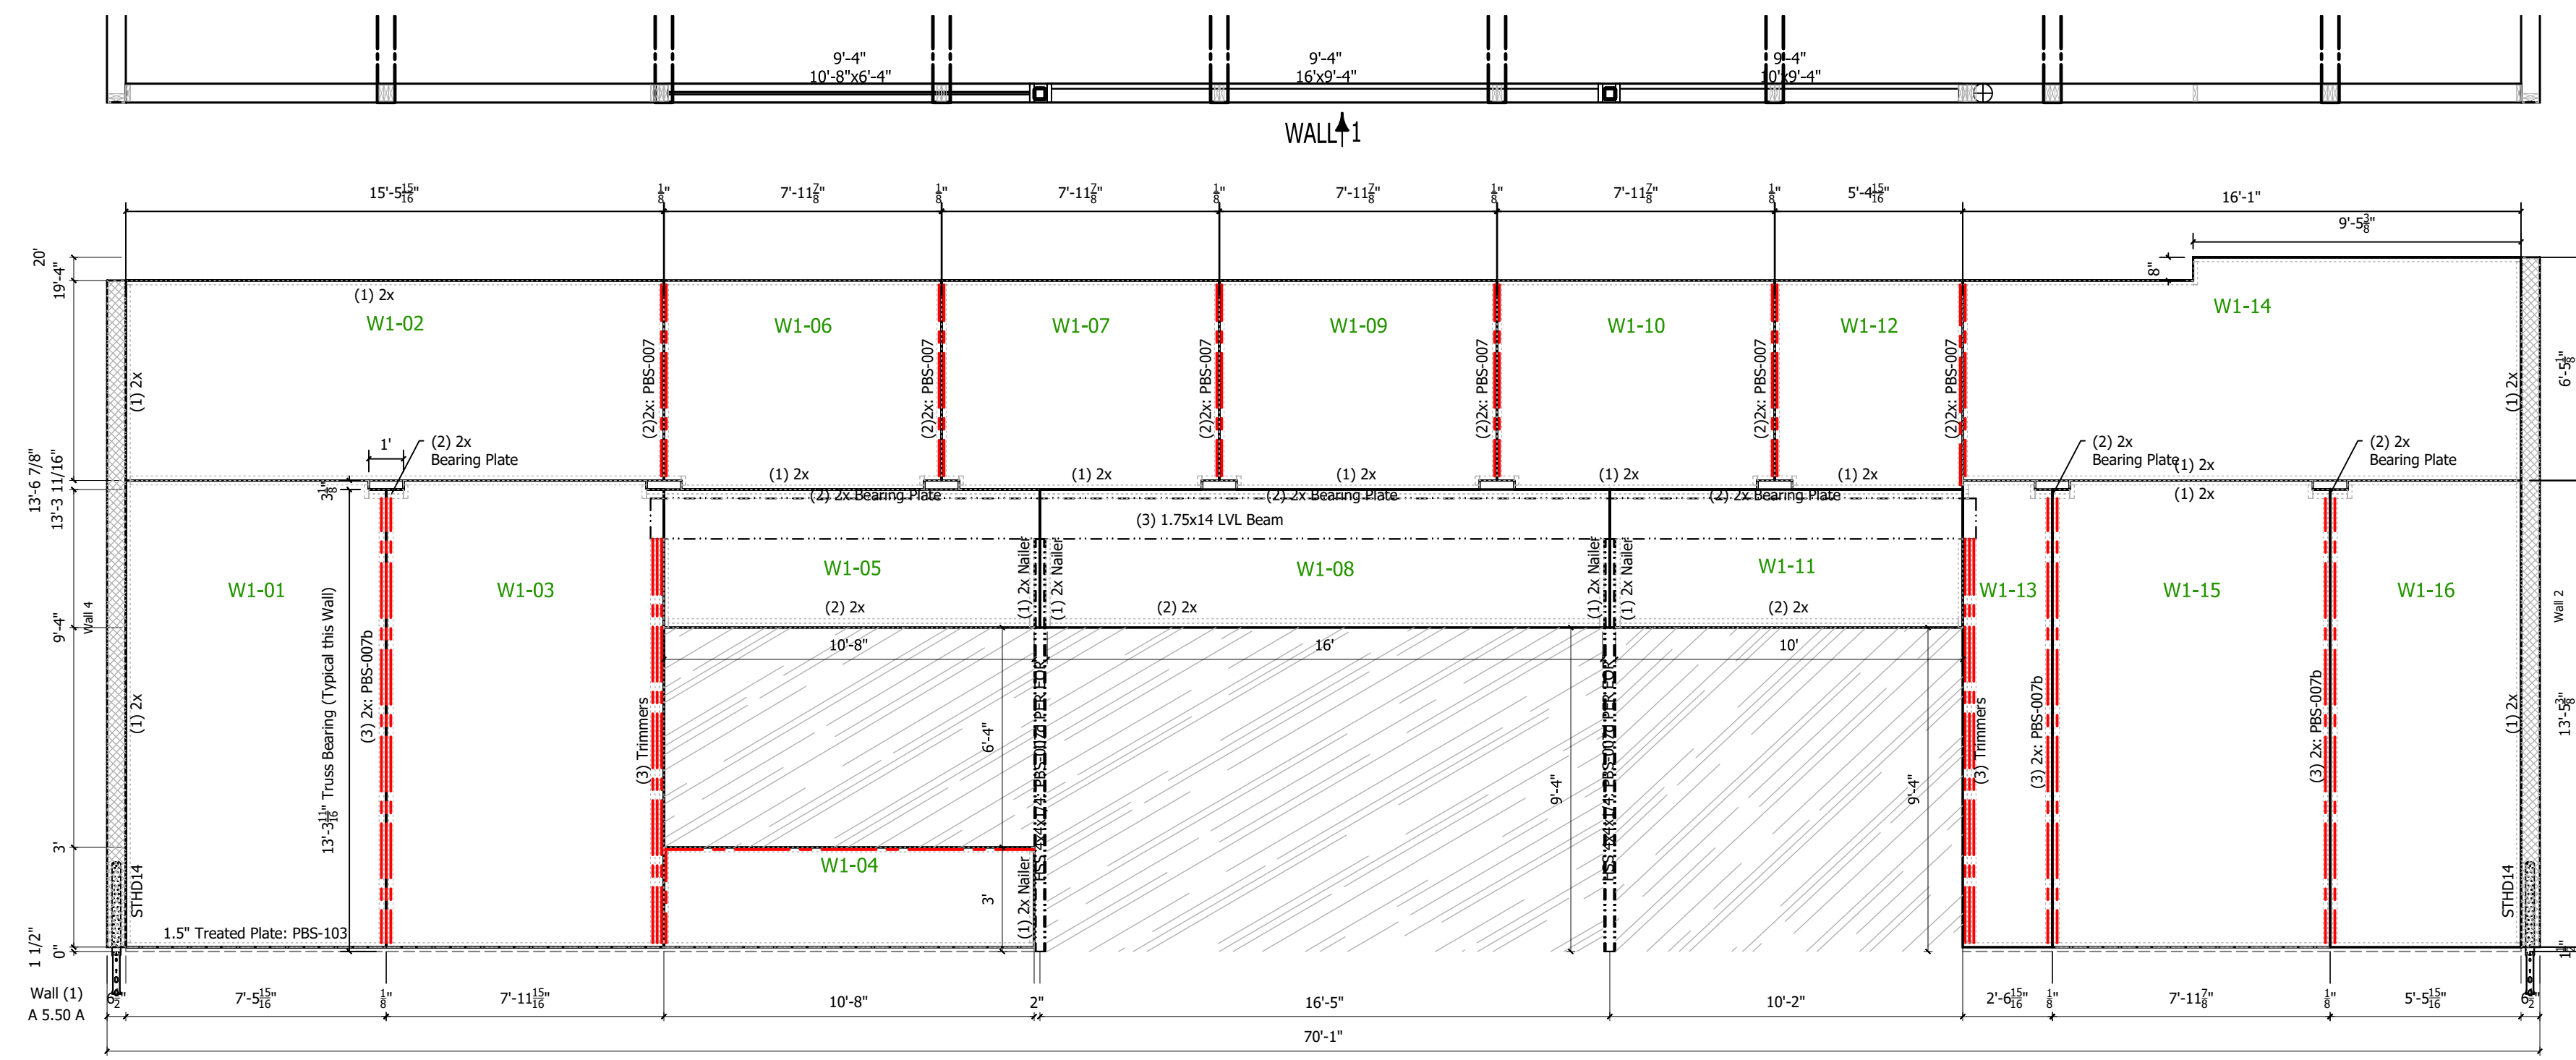 9'-4" 9'-4" 9'-4"
10'-8"x6'-4" 16'x9'-4" 10'x9'-4"
WALL 1
15'-5 15/16" 1/8" 7'-11 7/8" 1/8" 7'-11 7/8" 1/8" 7'-11 7/8" 1/8" 7'-11 7/8" 1/8" 5'-4 15/16" 16'-1"
9'-5 3/8"
20'
19'-4"
8"
(1) 2x
W1-02 W1-06 W1-07 W1-09 W1-10 W1-12 W1-14
(1) 2x
(2)2x: PBS-007
(2)2x: PBS-007
(2)2x: PBS-007
(2)2x: PBS-007
(2)2x: PBS-007
(2)2x: PBS-007
(1) 2x
6'-5 1/8"
1'
(2) 2x
Bearing Plate
(2) 2x
Bearing Plate
(2) 2x
Bearing Plate
13'-6 7/8"
13'-3 11/16"
3 1/8"
(1) 2x (1) 2x (1) 2x (1) 2x (1) 2x (1) 2x
(1) 2x
(2) 2x Bearing Plate (2) 2x Bearing Plate (2) 2x Bearing Plate
(3) 1.75x14 LVL Beam
W1-01 W1-03 W1-05 W1-08 W1-11 W1-13 W1-15 W1-16
(1) 2x Nailer
(1) 2x Nailer
(1) 2x Nailer
(1) 2x Nailer
(2) 2x (2) 2x (2) 2x
9'-4"
Wall 4
Wall 2
10'-8" 16' 10'
(1) 2x
13'-3 11/16" Truss Bearing (Typical this Wall)
(3) 2x: PBS-007b
(3) Trimmers
6'-4"
9'-4"
9'-4"
(3) Trimmers
(3) 2x: PBS-007b
(3) 2x: PBS-007b
(1) 2x
13'-5 3/8"
3'
W1-04
STHD14
3'
(1) 2x Nailer
STHD14
1.5" Treated Plate: PBS-103
1 1/2"
0"
Wall (1)
A 5.50 A
6 1/2" 7'-5 15/16" 1/8" 7'-11 15/16" 10'-8" 2" 16'-5" 10'-2" 2'-6 15/16" 1/8" 7'-11 7/8" 1/8" 5'-5 15/16" 6 1/2"
70'-1"